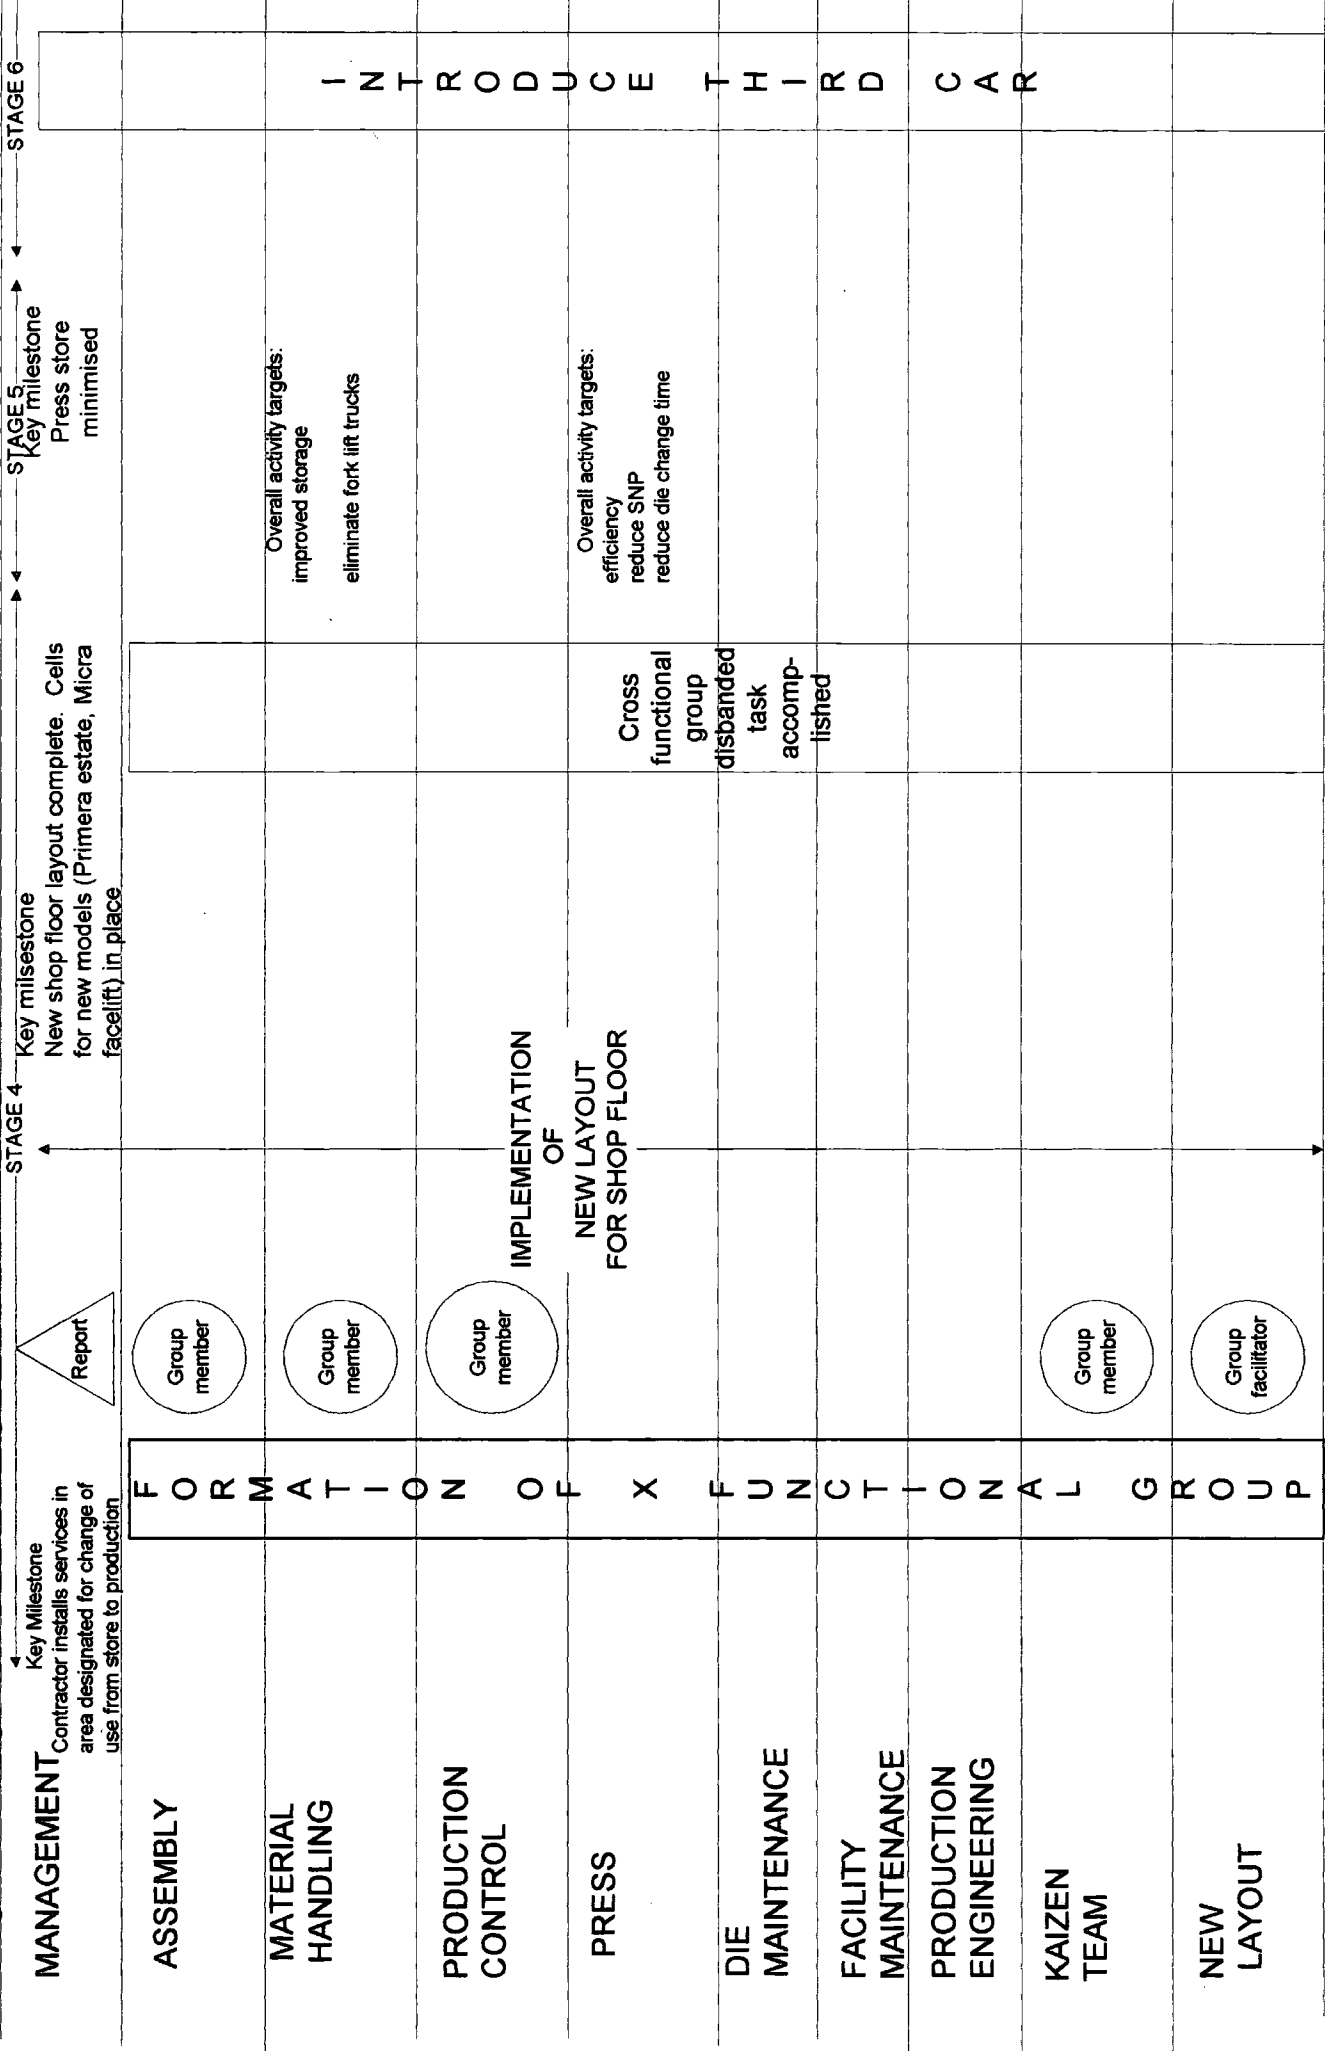 STAGE 4
STAGE 5
STAGE 6
MANAGEMENT
Key Milestone
Contractor installs services in
area designated for change of
use from store to production
Report
Key milsestone
New shop floor layout complete. Cells
for new models (Primera estate, Micra
facelift) in place
Key milestone
Press store
minimised
ASSEMBLY
Group
member
MATERIAL
HANDLING
Group
member
Overall activity targets:
improved storage
eliminate fork lift trucks
PRODUCTION
CONTROL
Group
member
IMPLEMENTATION
OF
NEW LAYOUT
FOR SHOP FLOOR
PRESS
Cross
functional
group
disbanded
task
accomp-
lished
Overall activity targets:
efficiency
reduce SNP
reduce die change time
DIE
MAINTENANCE
FACILITY
MAINTENANCE
PRODUCTION
ENGINEERING
KAIZEN
TEAM
Group
member
NEW
LAYOUT
Group
facilitator
FORMATION OF X FUNCTIONAL GROUP
INTRODUCE THIRD CAR